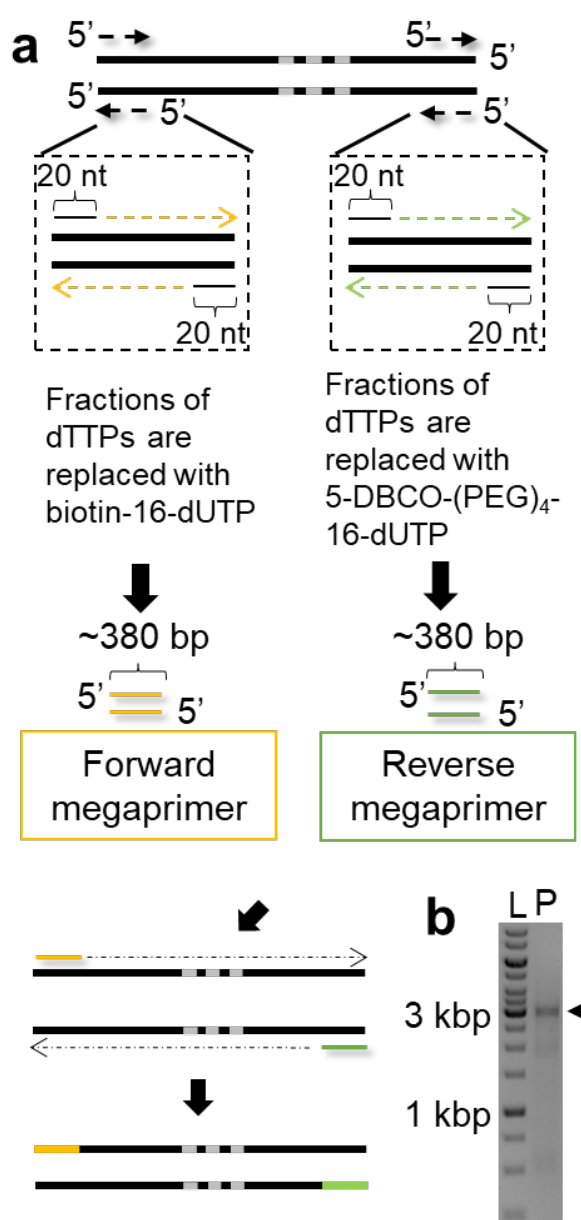 a
5' 5' 5'
5' 5' 5'
20 nt 20 nt
20 nt 20 nt
Fractions of
dTTPs are
replaced with
biotin-16-dUTP
Fractions of
dTTPs are
replaced with
5-DBCO-(PEG)₄-
16-dUTP
~380 bp ~380 bp
5' 5' 5' 5'
Forward
megaprimer
Reverse
megaprimer
b
L P
3 kbp
1 kbp